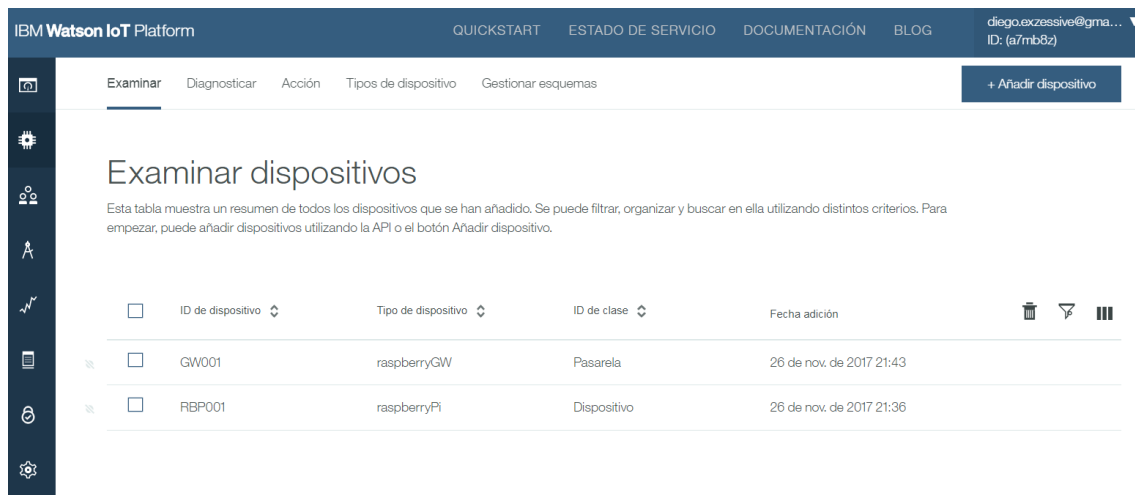 IBM Watson IoT Platform
QUICKSTART
ESTADO DE SERVICIO
DOCUMENTACIÓN
BLOG
diego.exzessive@gma...
ID: (a7mb8z)
Examinar
Diagnosticar
Acción
Tipos de dispositivo
Gestionar esquemas
+ Añadir dispositivo
Examinar dispositivos
Esta tabla muestra un resumen de todos los dispositivos que se han añadido. Se puede filtrar, organizar y buscar en ella utilizando distintos criterios. Para
empezar, puede añadir dispositivos utilizando la API o el botón Añadir dispositivo.
ID de dispositivo
Tipo de dispositivo
ID de clase
Fecha adición
GW001
raspberryGW
Pasarela
26 de nov. de 2017 21:43
RBP001
raspberryPi
Dispositivo
26 de nov. de 2017 21:36